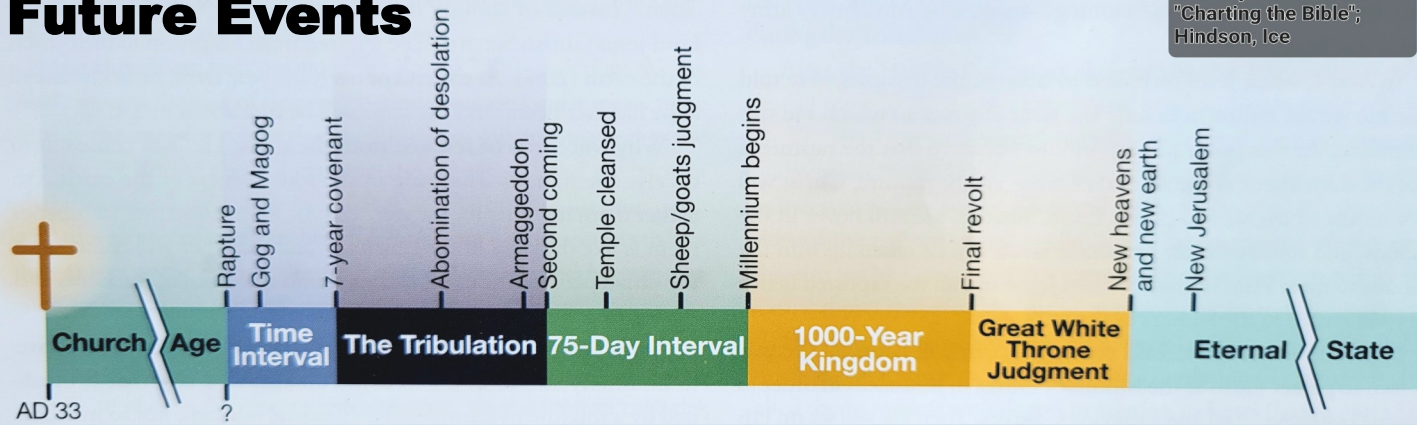 Future Events
"Charting the Bible";
Hindson, Ice
Rapture
Gog and Magog
7-year covenant
Abomination of desolation
Armaggeddon
Second coming
Temple cleansed
Sheep/goats judgment
Millennium begins
Final revolt
New heavens
and new earth
New Jerusalem
Church Age
Time
Interval
The Tribulation
75-Day Interval
1000-Year
Kingdom
Great White
Throne
Judgment
Eternal State
AD 33
?